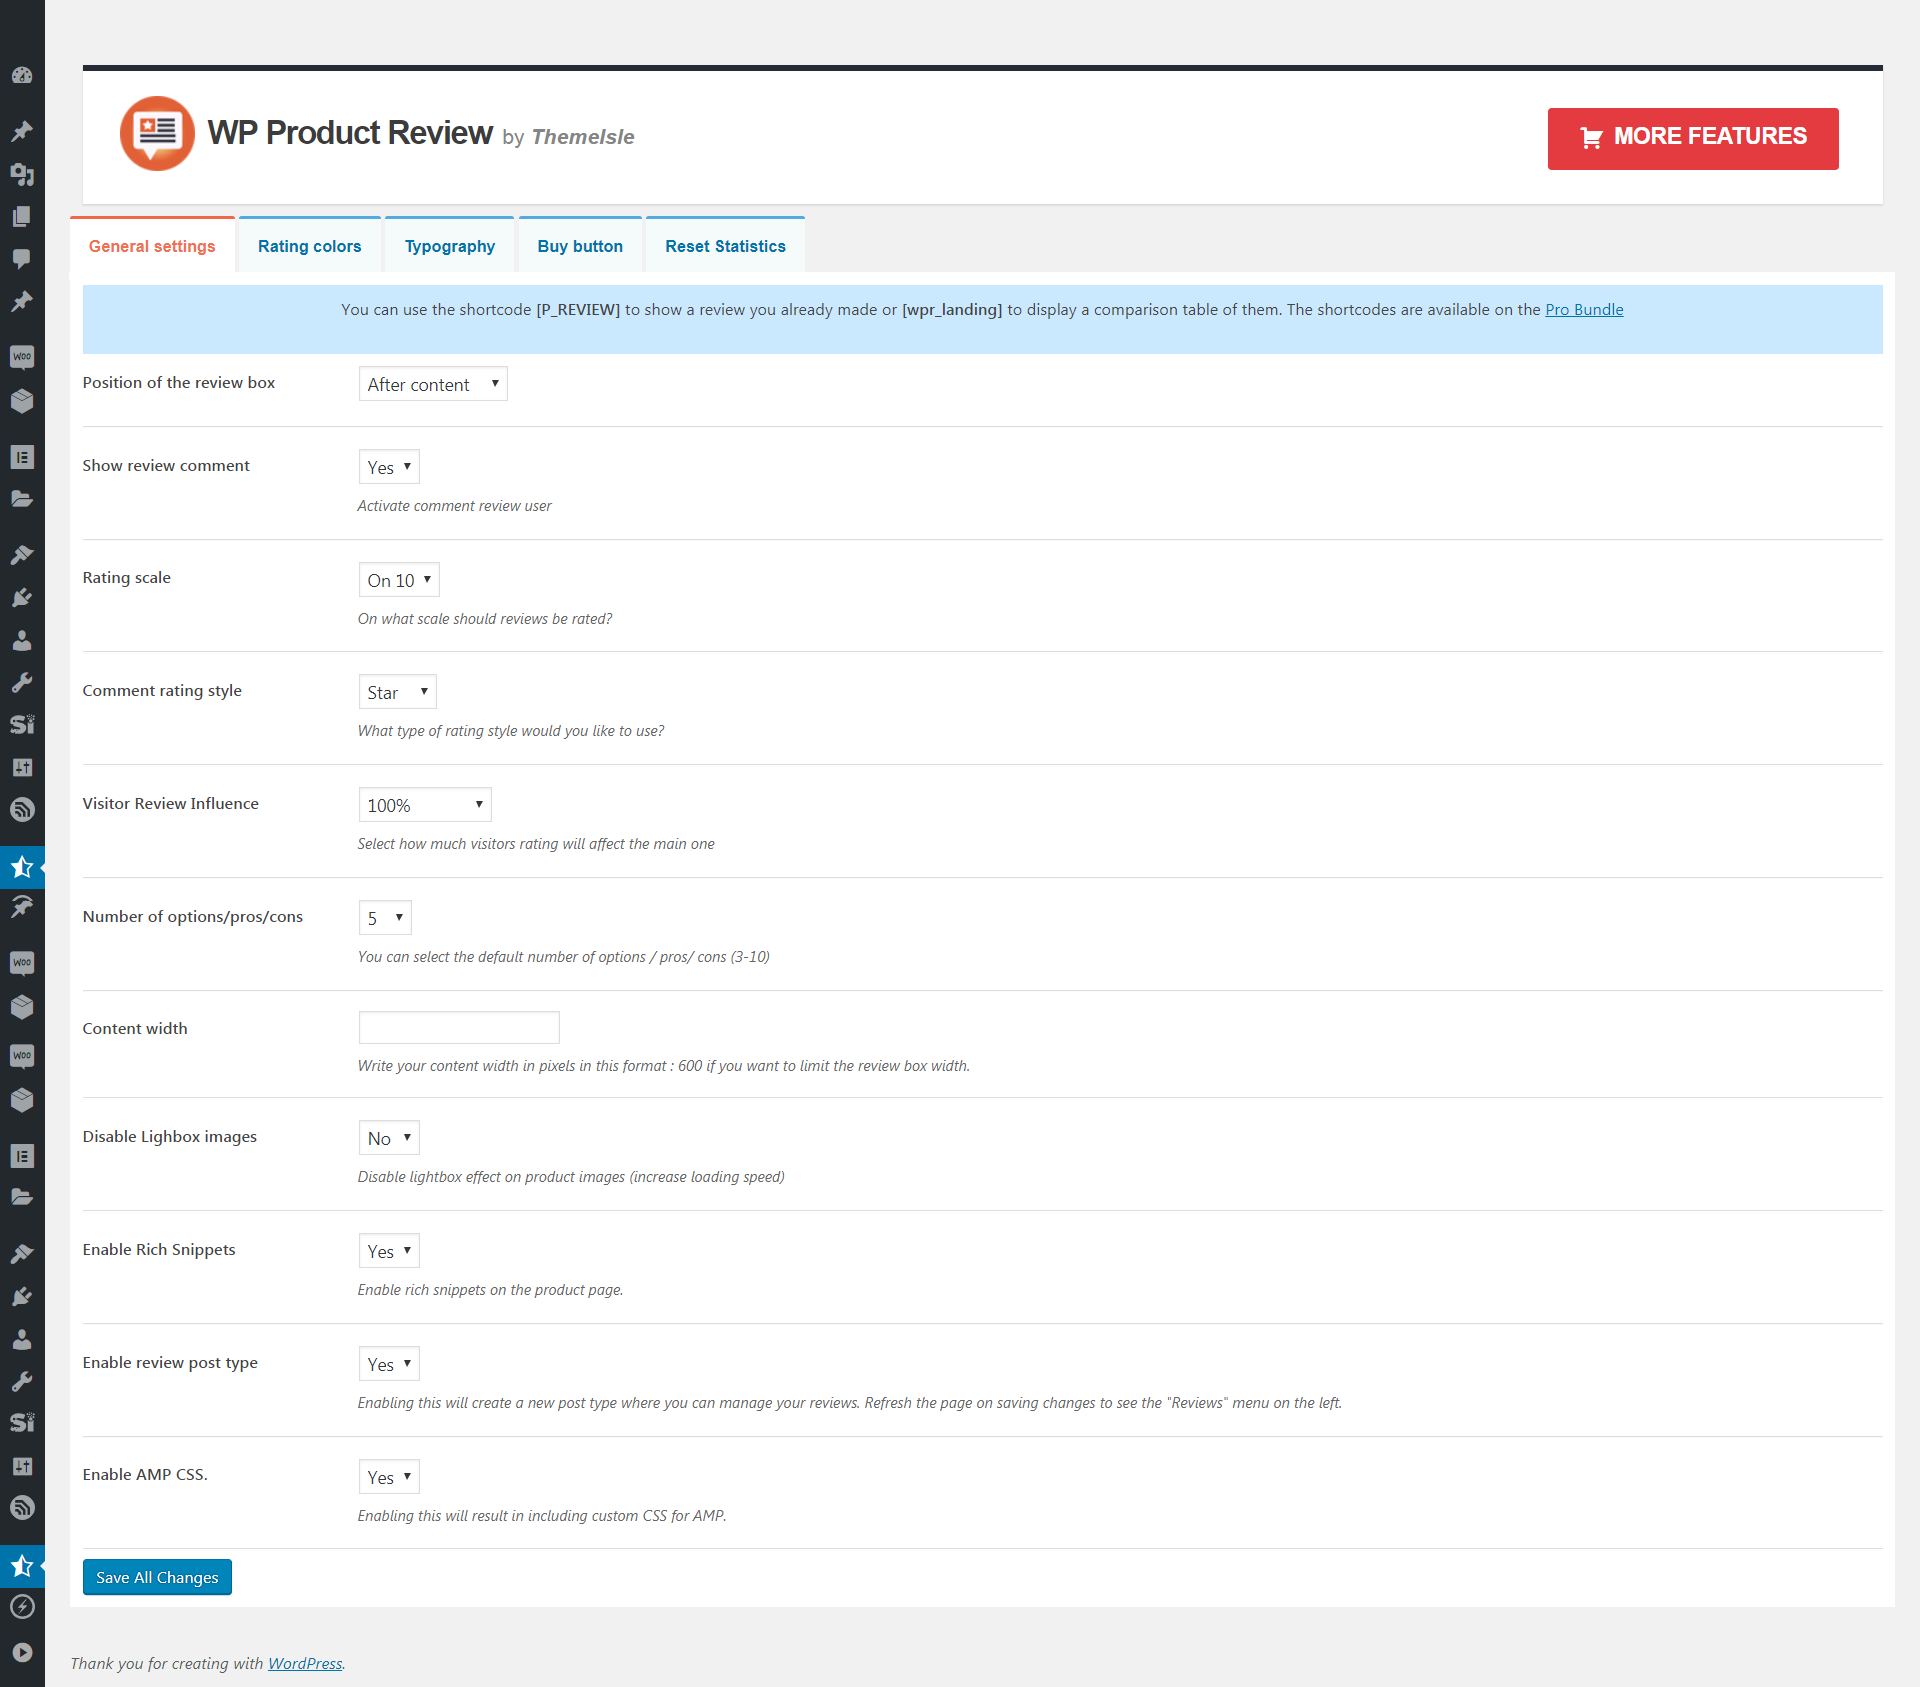 WP Product Review by ThemeIsle
MORE FEATURES
General settings
Rating colors
Typography
Buy button
Reset Statistics
You can use the shortcode [P_REVIEW] to show a review you already made or [wpr_landing] to display a comparison table of them. The shortcodes are available on the Pro Bundle
Position of the review box
After content
Show review comment
Yes
Activate comment review user
Rating scale
On 10
On what scale should reviews be rated?
Comment rating style
Star
What type of rating style would you like to use?
Visitor Review Influence
100%
Select how much visitors rating will affect the main one
Number of options/pros/cons
5
You can select the default number of options / pros/ cons (3-10)
Content width
Write your content width in pixels in this format : 600 if you want to limit the review box width.
Disable Lighbox images
No
Disable lightbox effect on product images (increase loading speed)
Enable Rich Snippets
Yes
Enable rich snippets on the product page.
Enable review post type
Yes
Enabling this will create a new post type where you can manage your reviews. Refresh the page on saving changes to see the "Reviews" menu on the left.
Enable AMP CSS.
Yes
Enabling this will result in including custom CSS for AMP.
Save All Changes
Thank you for creating with WordPress.
Woo
Si
Woo
Woo
Si